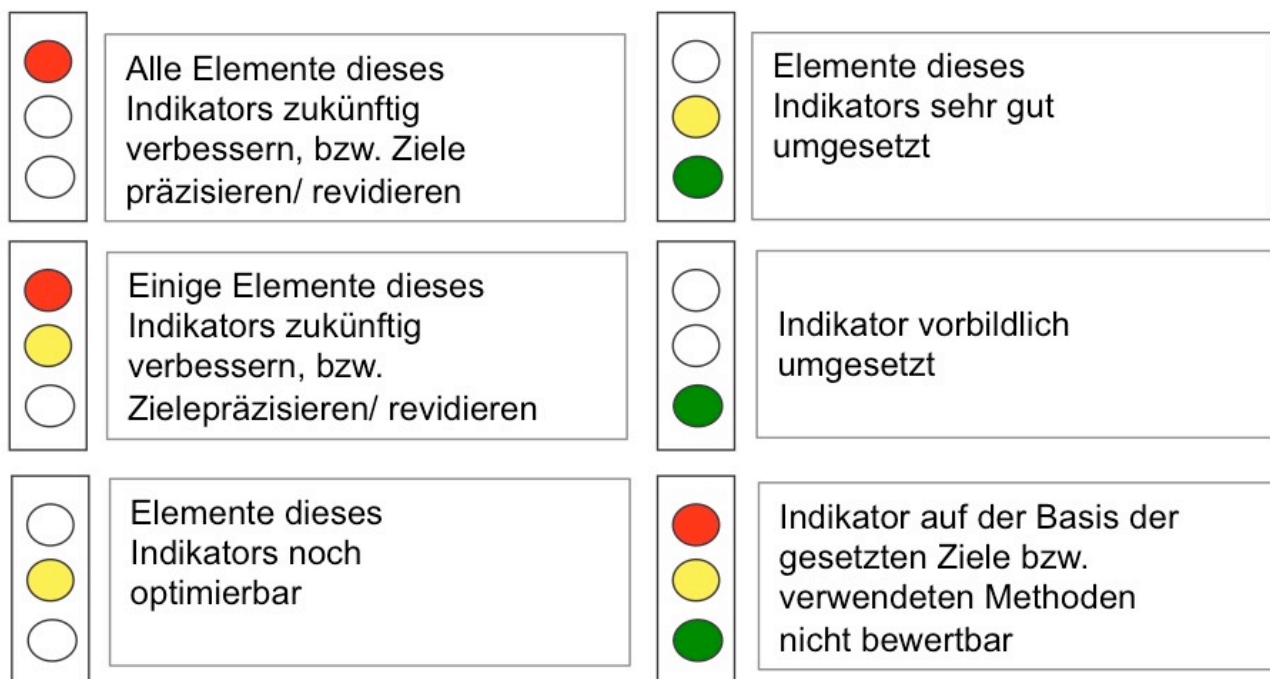 Alle Elemente dieses
Indikators zukünftig
verbessern, bzw. Ziele
präzisieren/ revidieren
Elemente dieses
Indikators sehr gut
umgesetzt
Einige Elemente dieses
Indikators zukünftig
verbessern, bzw.
Zielepräzisieren/ revidieren
Indikator vorbildlich
umgesetzt
Elemente dieses
Indikators noch
optimierbar
Indikator auf der Basis der
gesetzten Ziele bzw.
verwendeten Methoden
nicht bewertbar